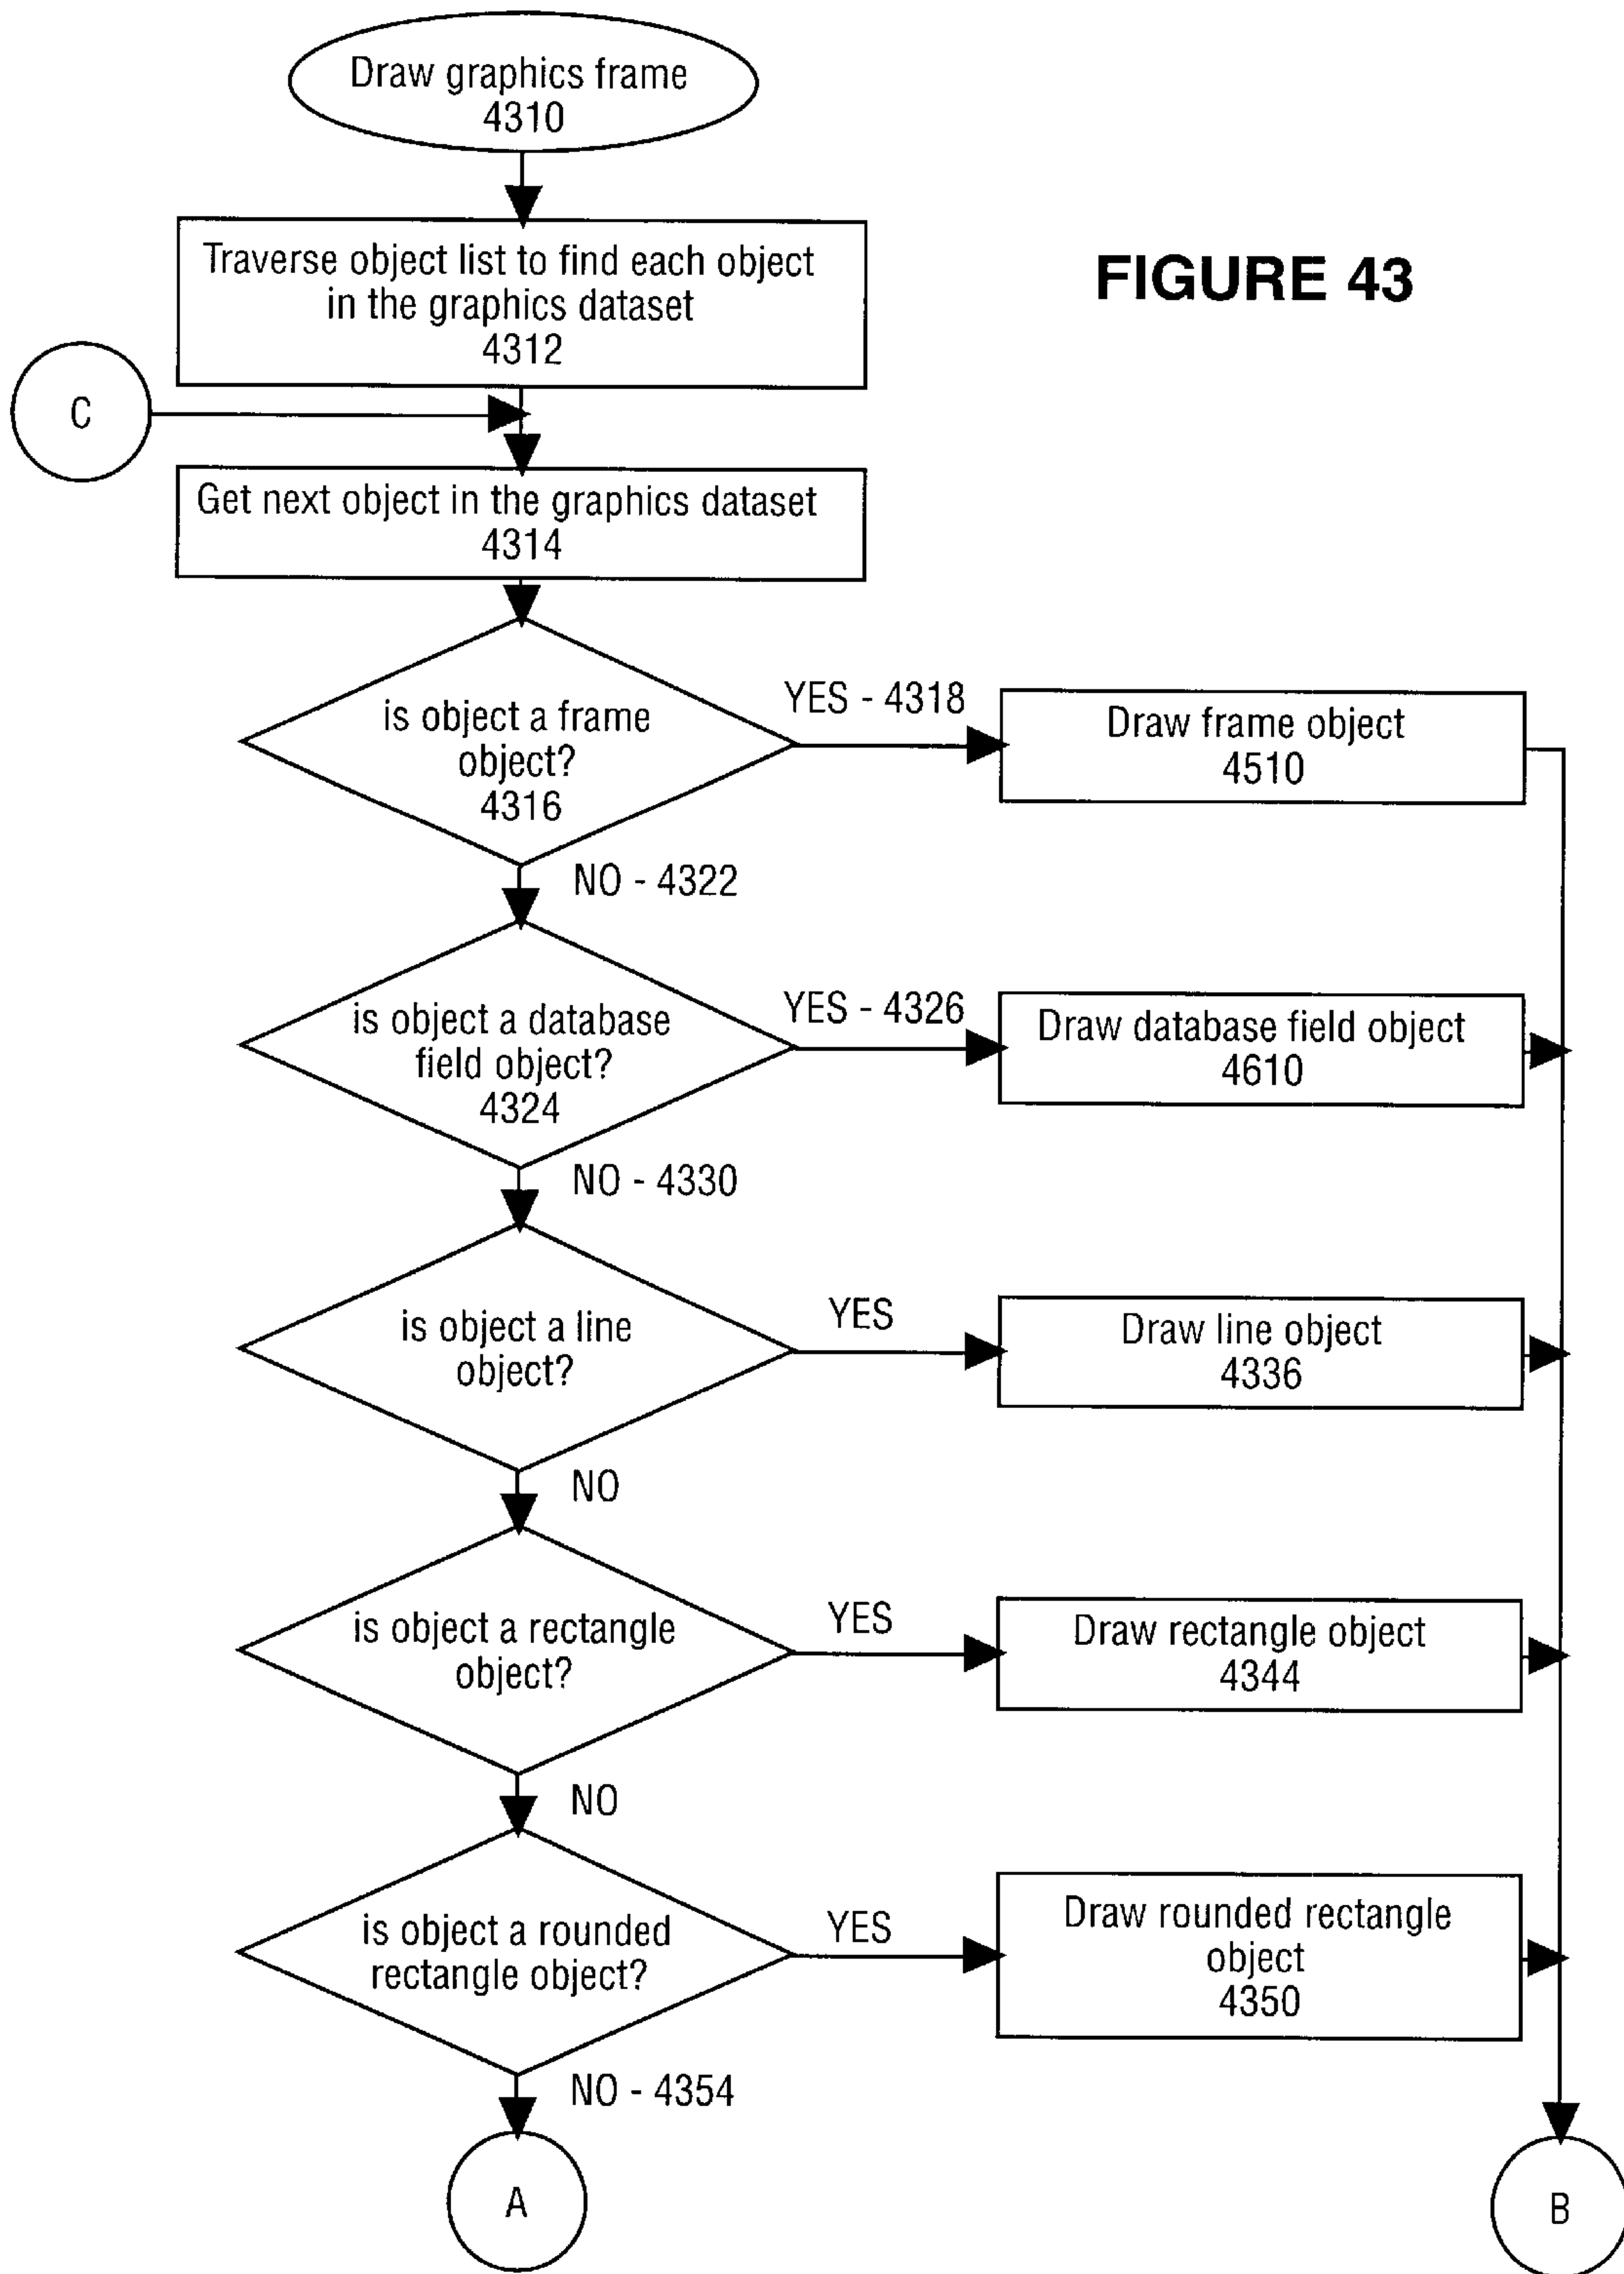 Draw graphics frame
4310
Traverse object list to find each object
in the graphics dataset
4312
FIGURE 43
C
Get next object in the graphics dataset
4314
is object a frame
object?
4316
YES - 4318
Draw frame object
4510
NO - 4322
is object a database
field object?
4324
YES - 4326
Draw database field object
4610
NO - 4330
is object a line
object?
YES
Draw line object
4336
NO
is object a rectangle
object?
YES
Draw rectangle object
4344
NO
is object a rounded
rectangle object?
YES
Draw rounded rectangle
object
4350
NO - 4354
A
B